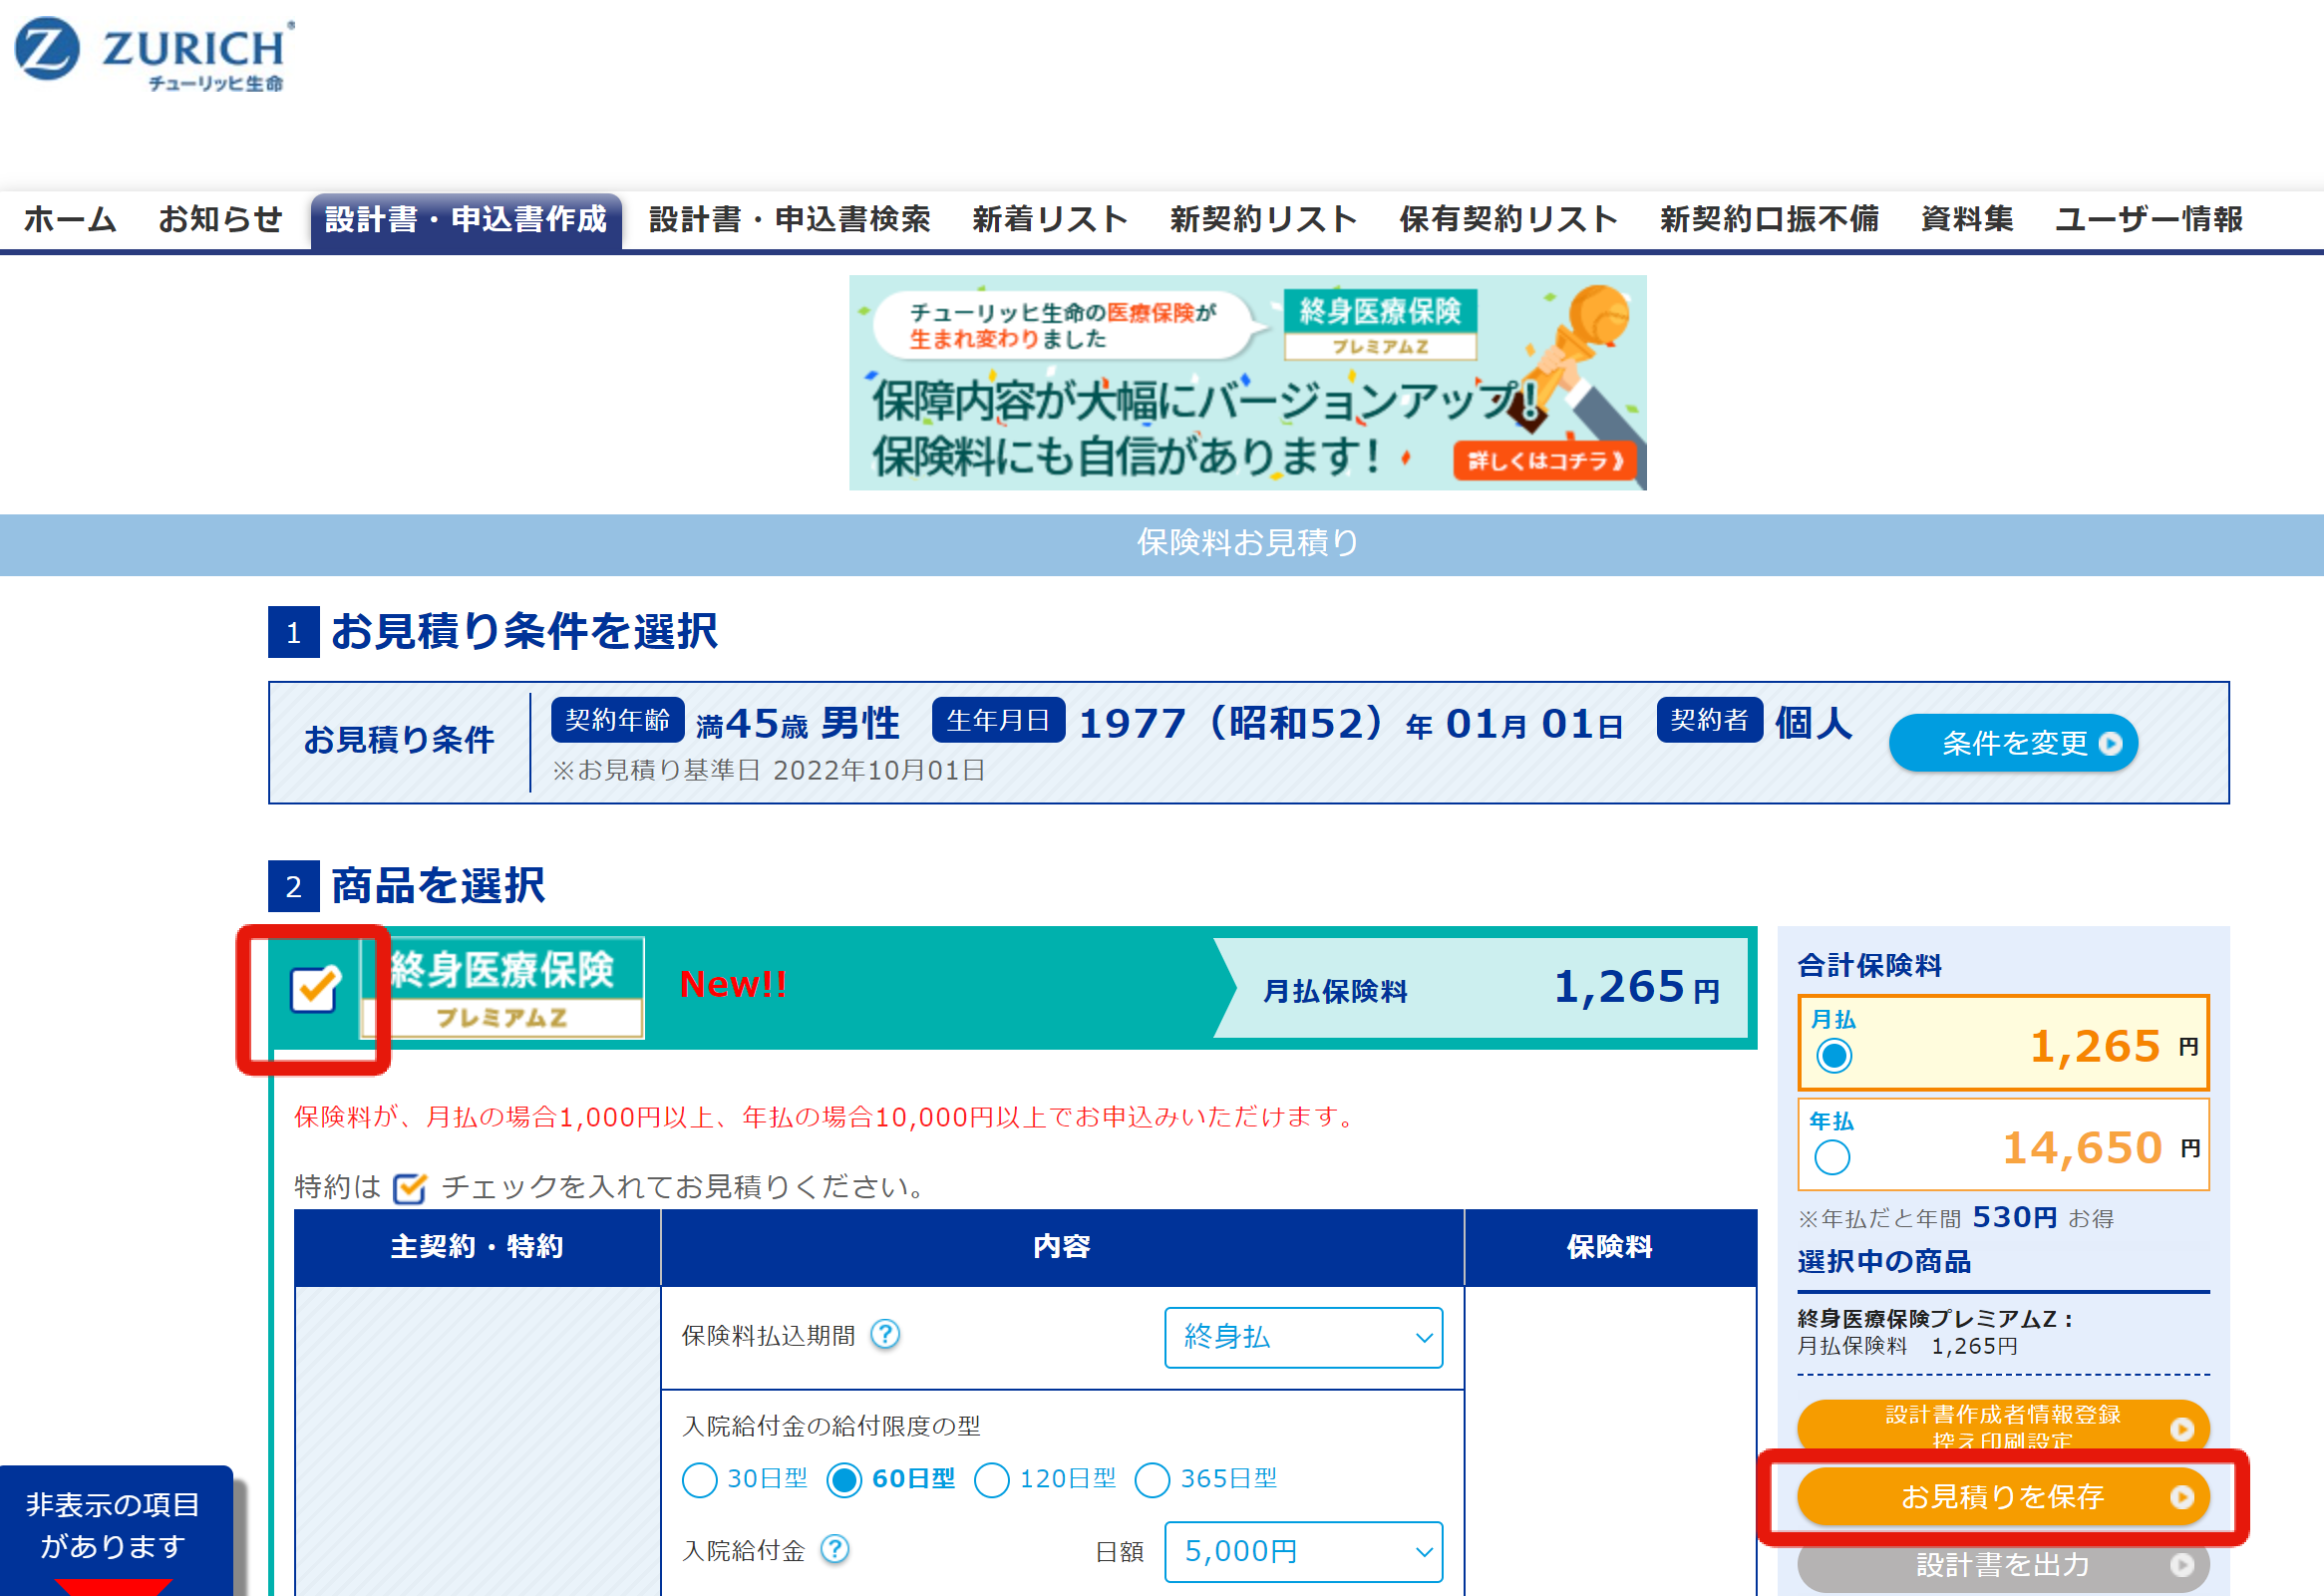 ZURICH
チューリッヒ生命
ホーム お知らせ 設計書・申込書作成 設計書・申込書検索 新着リスト 新契約リスト 保有契約リスト 新契約口振不備 資料集 ユーザー情報
チューリッヒ生命の医療保険が
生まれ変わりました
終身医療保険
プレミアムZ
保障内容が大幅にバージョンアップ!
保険料にも自信があります!
詳しくはコチラ》
保険料お見積り
1 お見積り条件を選択
お見積り条件
契約年齢 満45歳 男性 生年月日 1977（昭和52）年 01月 01日 契約者 個人
※お見積り基準日 2022年10月01日
条件を変更
2 商品を選択
終身医療保険
プレミアムZ
New!!
月払保険料 1,265円
保険料が、月払の場合1,000円以上、年払の場合10,000円以上でお申込みいただけます。
特約は チェックを入れてお見積りください。
主契約・特約 内容 保険料
保険料払込期間 ? 終身払
入院給付金の給付限度の型
30日型 60日型 120日型 365日型
入院給付金 ? 日額 5,000円
合計保険料
月払
1,265 円
年払
14,650 円
※年払だと年間 530円 お得
選択中の商品
終身医療保険プレミアムZ：
月払保険料 1,265円
設計書作成者情報登録
控え印刷設定
お見積りを保存
設計書を出力
非表示の項目
があります